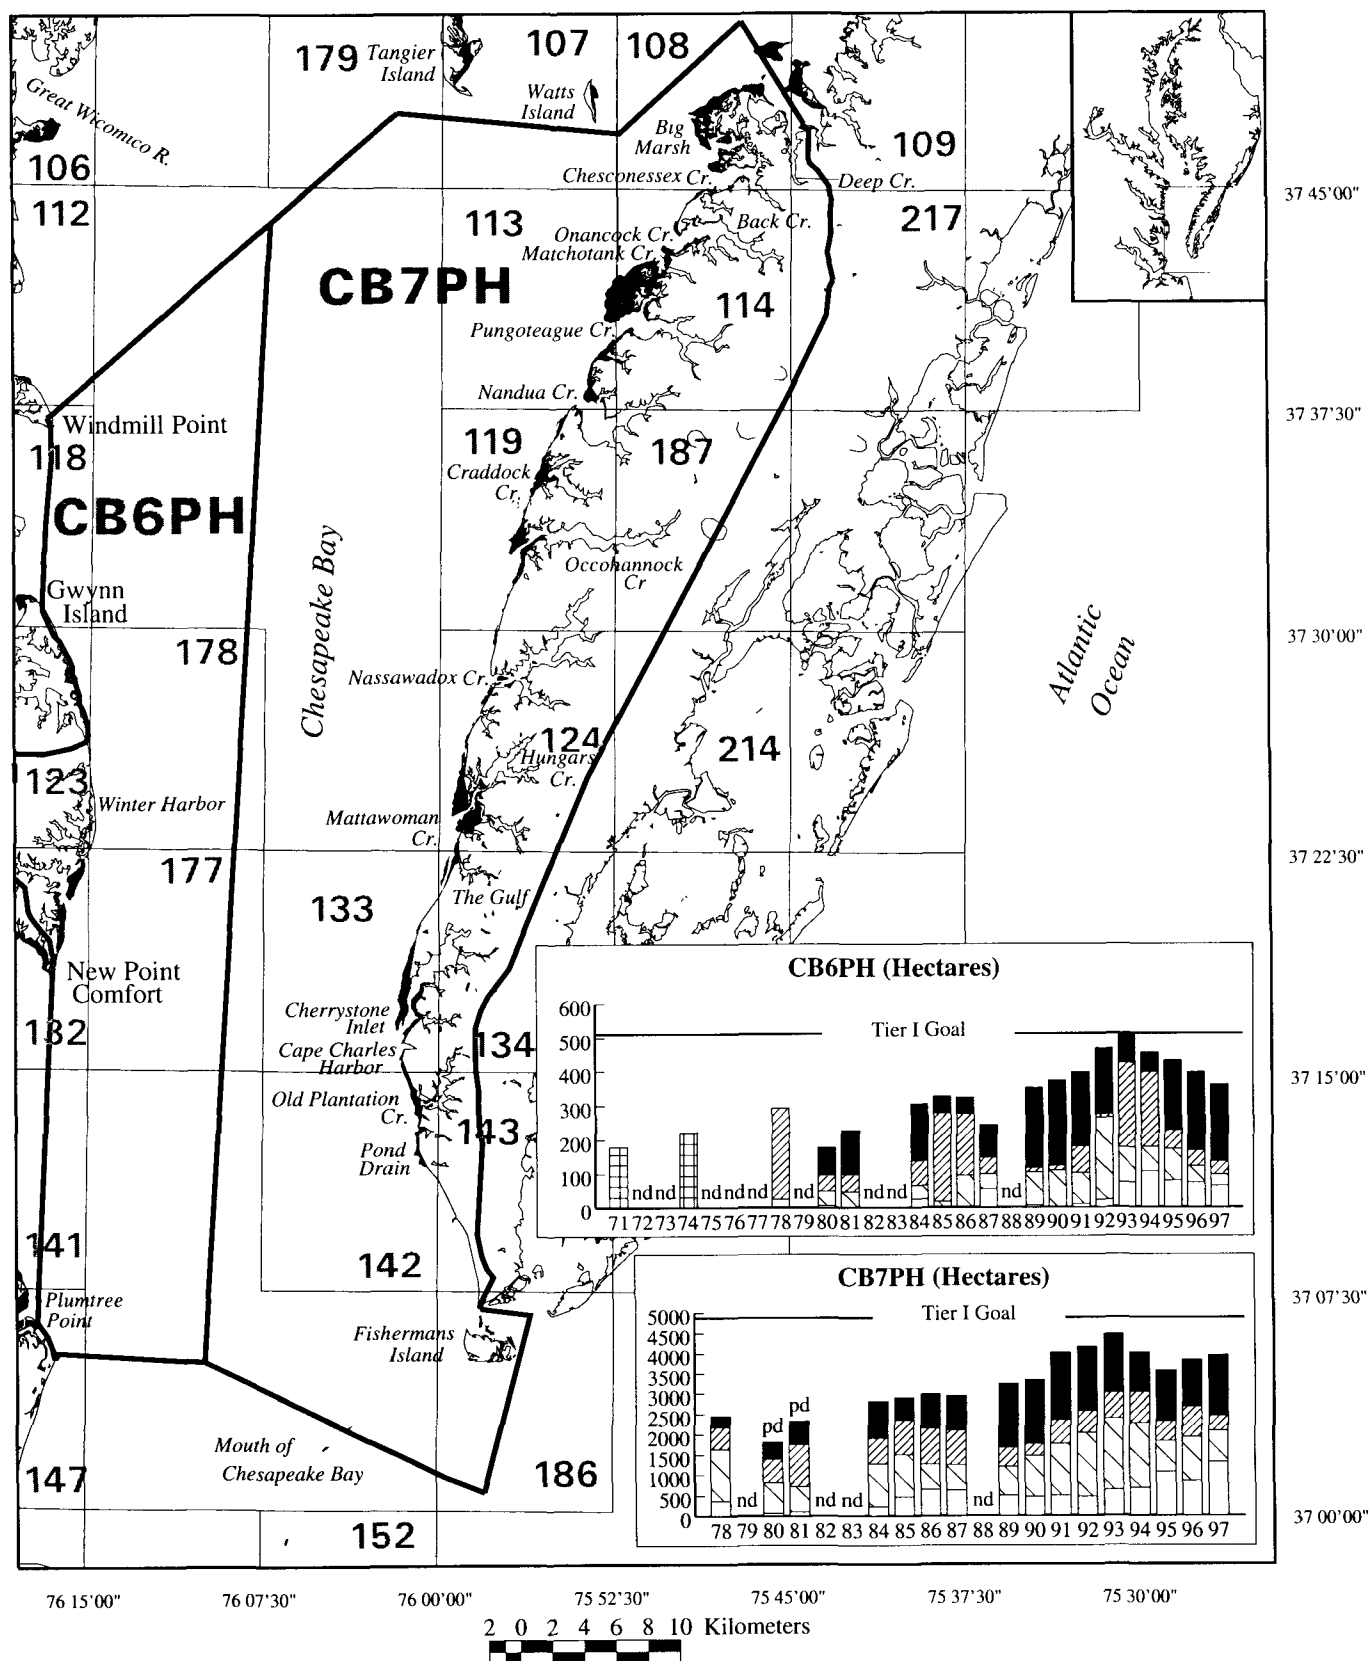 179
Tangier
Island
107
108
Watts
Island
Great Wicomico R.
106
Big
Marsh
109
Chesconessex Cr.
Deep Cr.
37 45'00"
112
113
217
Back Cr.
Onancock Cr.
Matchotank Cr.
CB7PH
114
Pungoteague Cr.
Nandua Cr.
37 37'30"
Windmill Point
118
119
187
Craddock
Cr.
CB6PH
Chesapeake Bay
Occohannock
Cr
Gwynn
Island
37 30'00"
178
Atlantic
Ocean
Nassawadox Cr.
124
214
Hungars
Cr.
123
Winter Harbor
Mattawoman
Cr.
37 22'30"
177
133
The Gulf
New Point
Comfort
132
Cherrystone
Inlet
Cape Charles
Harbor
134
37 15'00"
Old Plantation
Cr.
143
Pond
Drain
141
142
Plumtree
Point
37 07'30"
Fishermans
Island
Mouth of
Chesapeake Bay
147
186
37 00'00"
152
CB6PH (Hectares)
600
500
400
300
200
100
0
Tier I Goal
nd nd nd nd nd nd nd nd nd
71 72 73 74 75 76 77 78 79 80 81 82 83 84 85 86 87 88 89 90 91 92 93 94 95 96 97
CB7PH (Hectares)
5000
4500
4000
3500
3000
2500
2000
1500
1000
500
0
Tier I Goal
pd pd
nd nd nd nd
78 79 80 81 82 83 84 85 86 87 88 89 90 91 92 93 94 95 96 97
76 15'00" 76 07'30" 76 00'00" 75 52'30" 75 45'00" 75 37'30" 75 30'00"
2 0 2 4 6 8 10 Kilometers